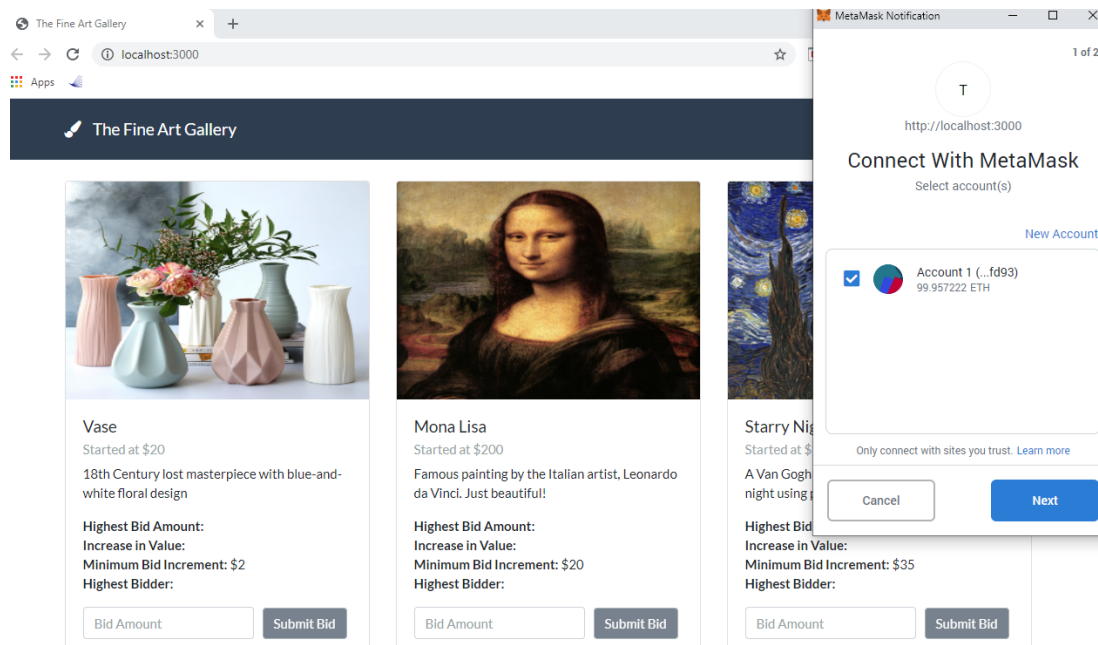 The Fine Art Gallery
localhost:3000
Apps
The Fine Art Gallery
Vase
Started at $20
18th Century lost masterpiece with blue-and-
white floral design
Highest Bid Amount:
Increase in Value:
Minimum Bid Increment: $2
Highest Bidder:
Bid Amount
Submit Bid
Mona Lisa
Started at $200
Famous painting by the Italian artist, Leonardo
da Vinci. Just beautiful!
Highest Bid Amount:
Increase in Value:
Minimum Bid Increment: $20
Highest Bidder:
Bid Amount
Submit Bid
Starry Nig
Started at $
A Van Gogh
night using
Highest Bid
Increase in Value:
Minimum Bid Increment: $35
Highest Bidder:
Bid Amount
Submit Bid
MetaMask Notification
1 of 2
T
http://localhost:3000
Connect With MetaMask
Select account(s)
New Account
Account 1 (...fd93)
99.957222 ETH
Only connect with sites you trust. Learn more
Cancel
Next